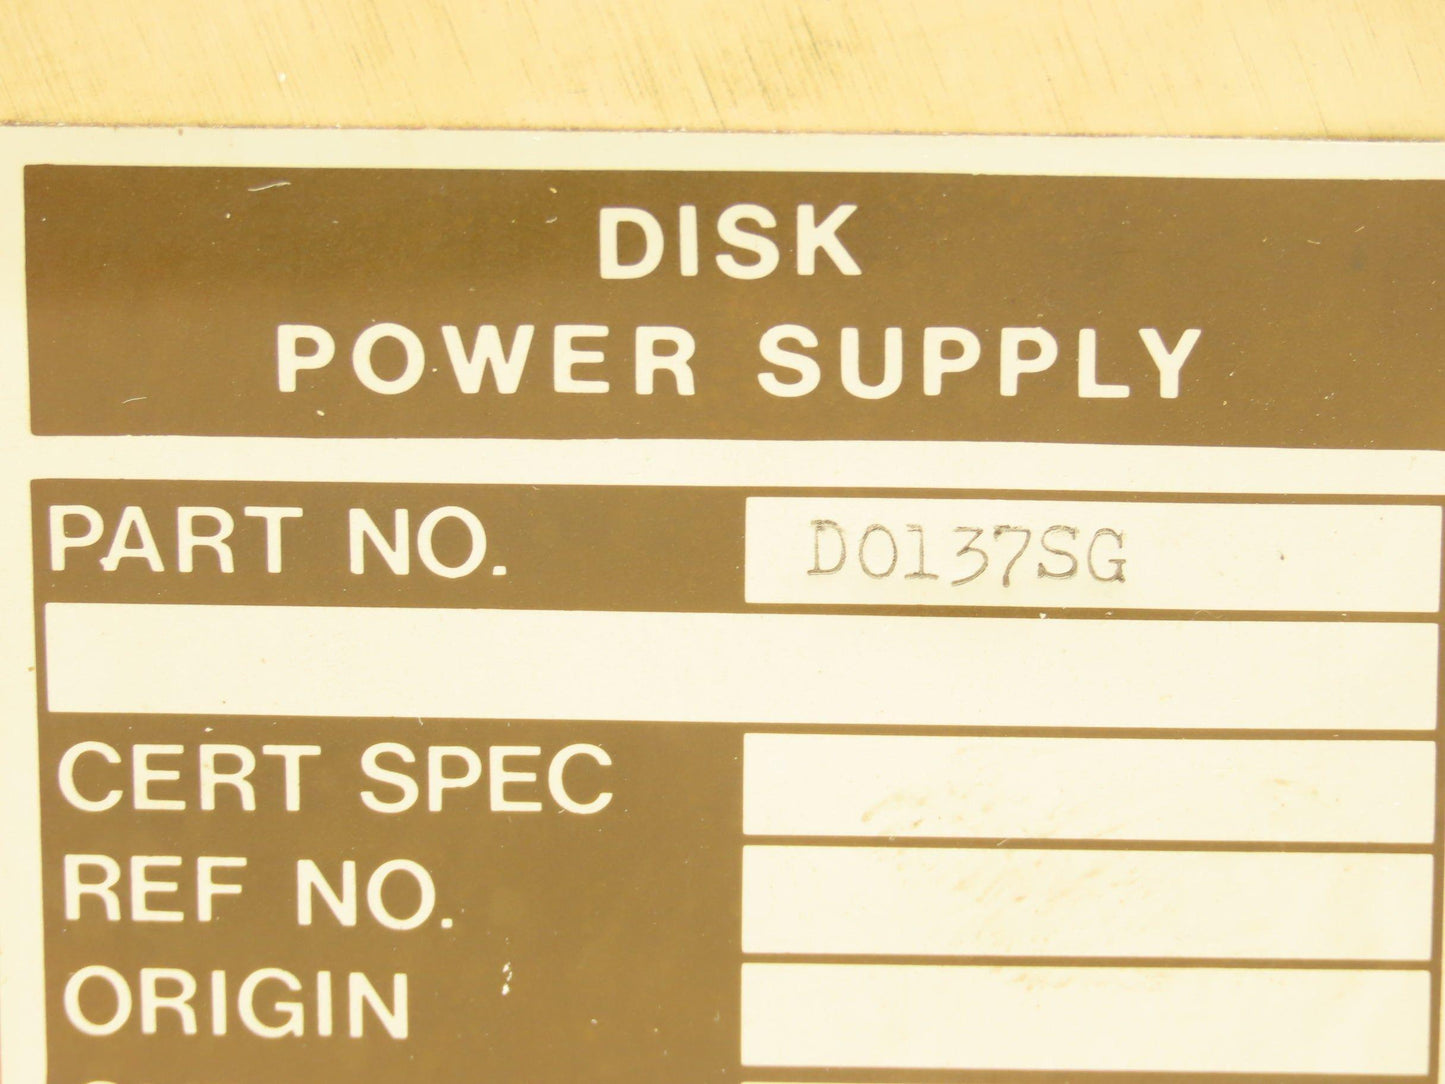 DISK
POWER SUPPLY
PART NO. D0137SG
CERT SPEC
REF NO.
ORIGIN